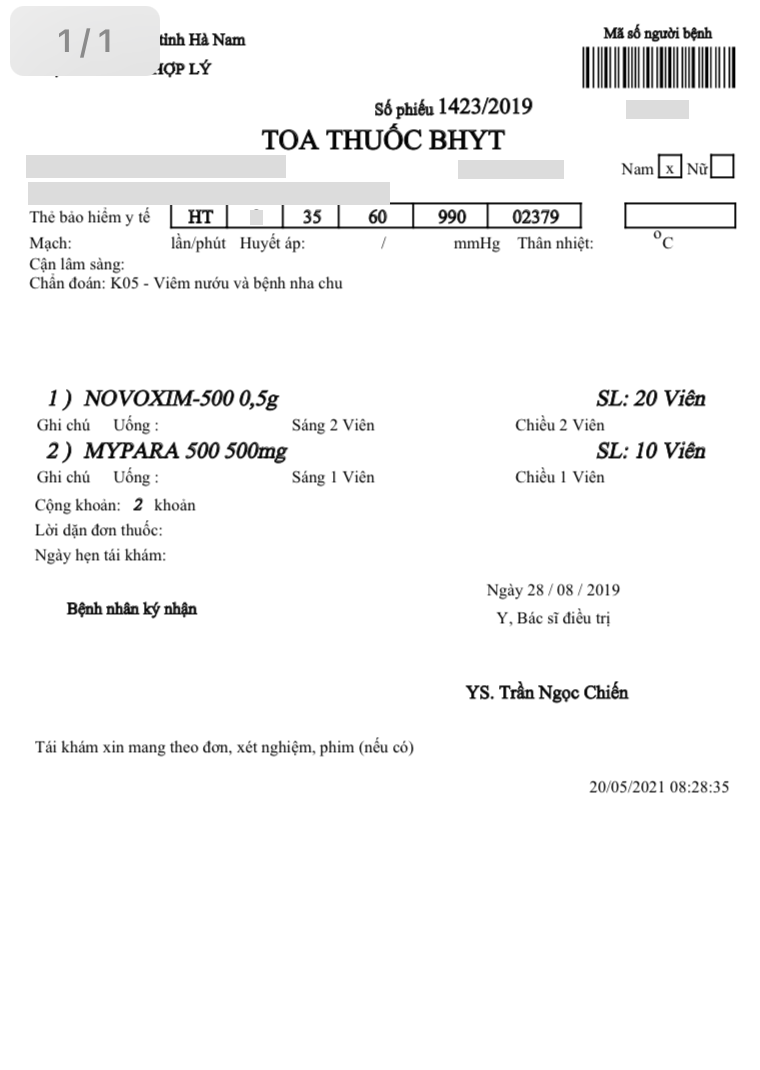 1/1
tỉnh Hà Nam
HỢP LÝ
Mã số người bệnh
Số phiếu 1423/2019
TOA THUỐC BHYT
Nam x Nữ
Thẻ bảo hiểm y tế HT 35 60 990 02379
Mạch: lần/phút Huyết áp: / mmHg Thân nhiệt: °C
Cận lâm sàng:
Chẩn đoán: K05 - Viêm nướu và bệnh nha chu
1 ) NOVOXIM-500 0,5g SL: 20 Viên
Ghi chú Uống : Sáng 2 Viên Chiều 2 Viên
2 ) MYPARA 500 500mg SL: 10 Viên
Ghi chú Uống : Sáng 1 Viên Chiều 1 Viên
Cộng khoản: 2 khoản
Lời dặn đơn thuốc:
Ngày hẹn tái khám:
Ngày 28 / 08 / 2019
Bệnh nhân ký nhận
Y, Bác sĩ điều trị
YS. Trần Ngọc Chiến
Tái khám xin mang theo đơn, xét nghiệm, phim (nếu có)
20/05/2021 08:28:35